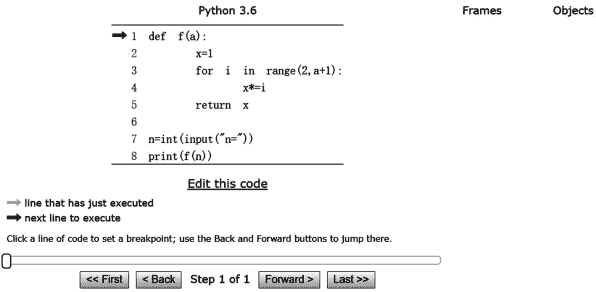 Python 3.6
Frames
Objects
1 def f(a):
2 x=1
3 for i in range(2,a+1):
4 x*=i
5 return x
6
7 n=int(input("n="))
8 print(f(n))
Edit this code
line that has just executed
next line to execute
Click a line of code to set a breakpoint; use the Back and Forward buttons to jump there.
<< First
< Back
Step 1 of 1
Forward >
Last >>